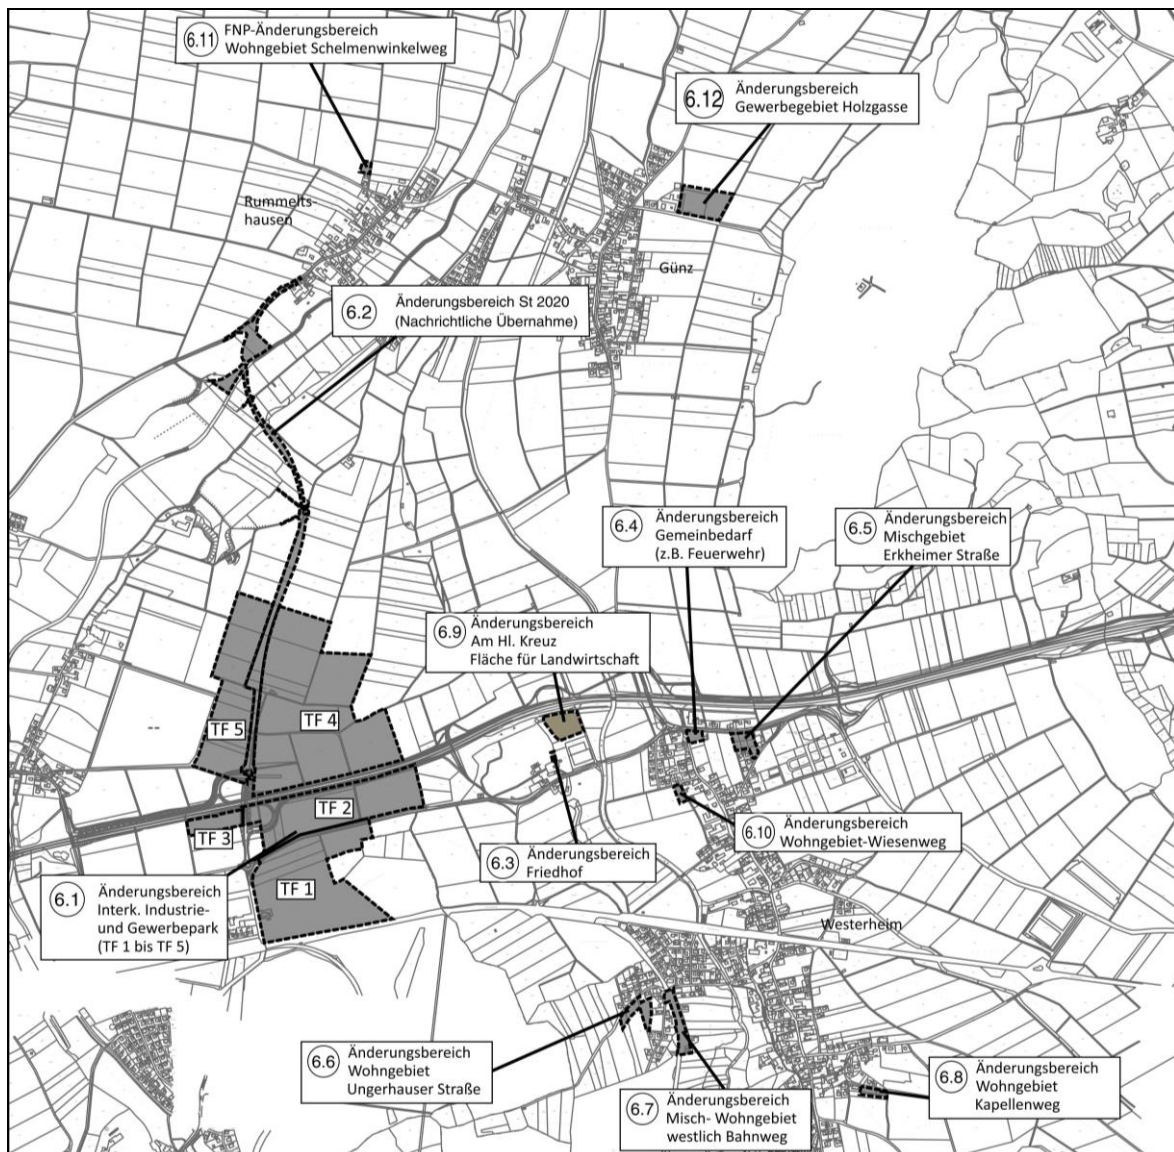 6.11
FNP-Änderungsbereich
Wohngebiet Schelmenwinkelweg
6.12
Änderungsbereich
Gewerbegebiet Holzgasse
Rummelts-
hausen
Günz
6.2
Änderungsbereich St 2020
(Nachrichtliche Übernahme)
6.4
Änderungsbereich
Gemeinbedarf
(z.B. Feuerwehr)
6.5
Änderungsbereich
Mischgebiet
Erkheimer Straße
6.9
Änderungsbereich
Am Hl. Kreuz
Fläche für Landwirtschaft
TF 5
TF 4
TF 2
TF 3
TF 1
6.10
Änderungsbereich
Wohngebiet-Wiesenweg
6.3
Änderungsbereich
Friedhof
6.1
Änderungsbereich
Interk. Industrie-
und Gewerbepark
(TF 1 bis TF 5)
Westerheim
6.6
Änderungsbereich
Wohngebiet
Ungerhauser Straße
6.7
Änderungsbereich
Misch- Wohngebiet
westlich Bahnweg
6.8
Änderungsbereich
Wohngebiet
Kapellenweg